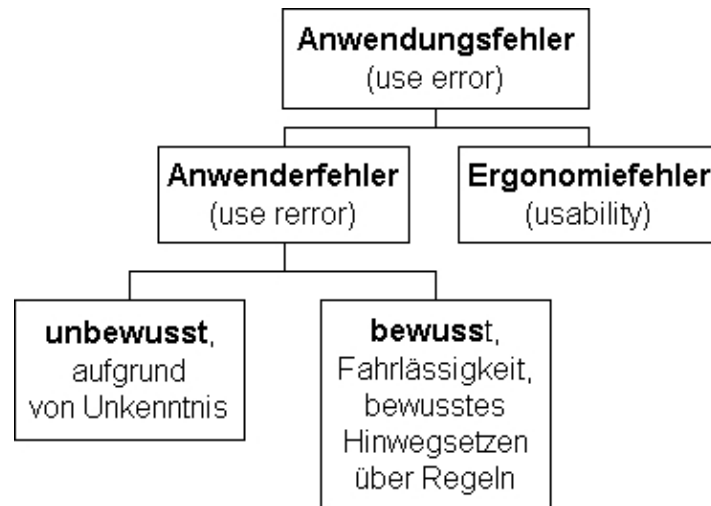 Anwendungsfehler
(use error)
Anwenderfehler
(use rerror)
Ergonomiefehler
(usability)
unbewusst,
aufgrund
von Unkenntnis
bewusst,
Fahrlässigkeit,
bewusstes
Hinwegsetzen
über Regeln